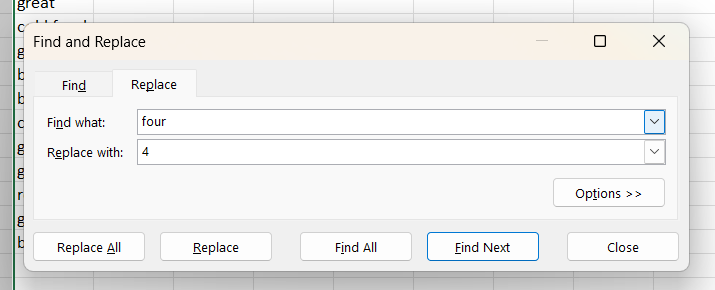 great
Find and Replace
Find
Replace
Find what:
four
Replace with:
4
Options >>
Replace All
Replace
Find All
Find Next
Close